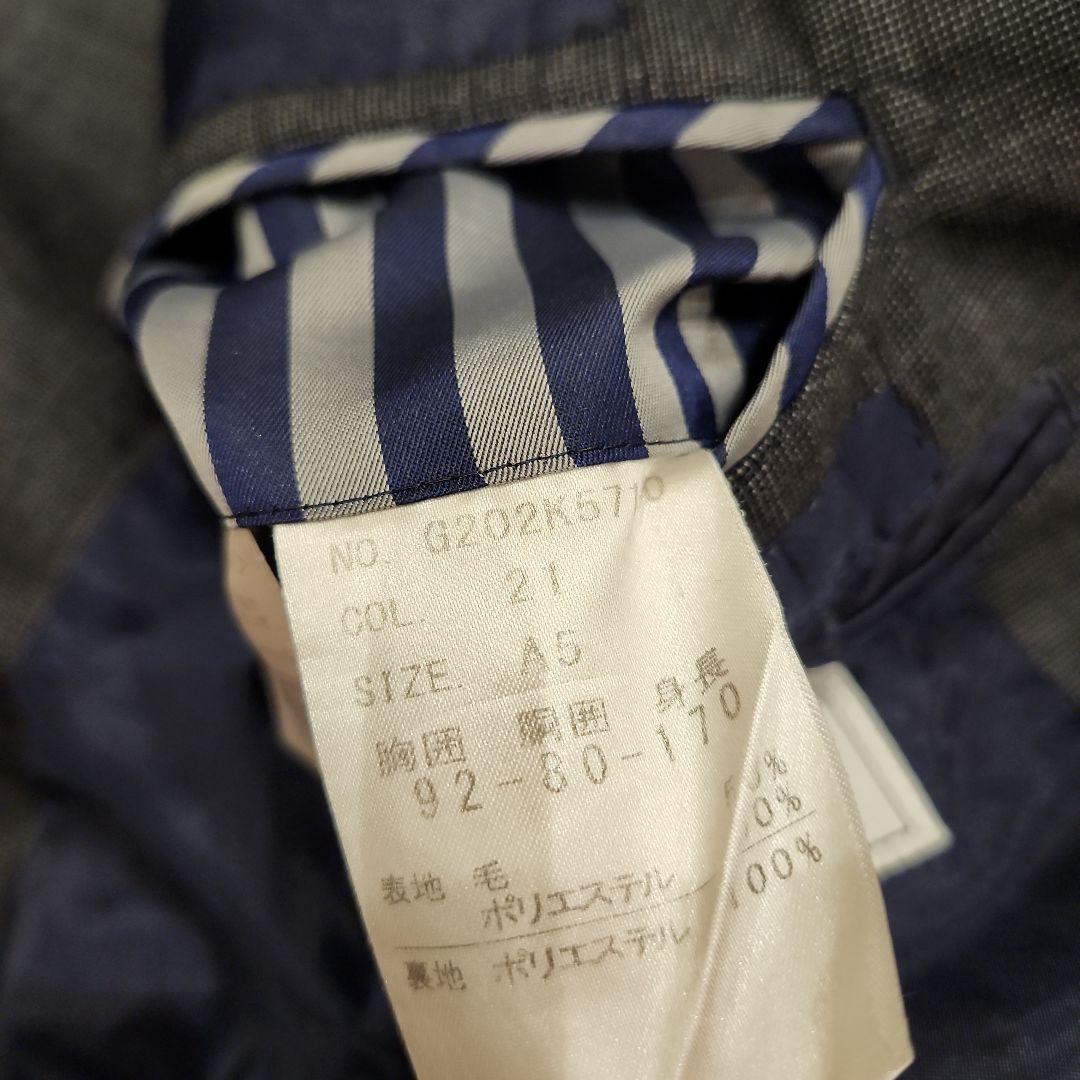 NO. G202K5710
COL. 21
SIZE. A5
胸囲 胴囲 身長
92-80-170
表地 毛
ポリエステル
裏地 ポリエステル 100%